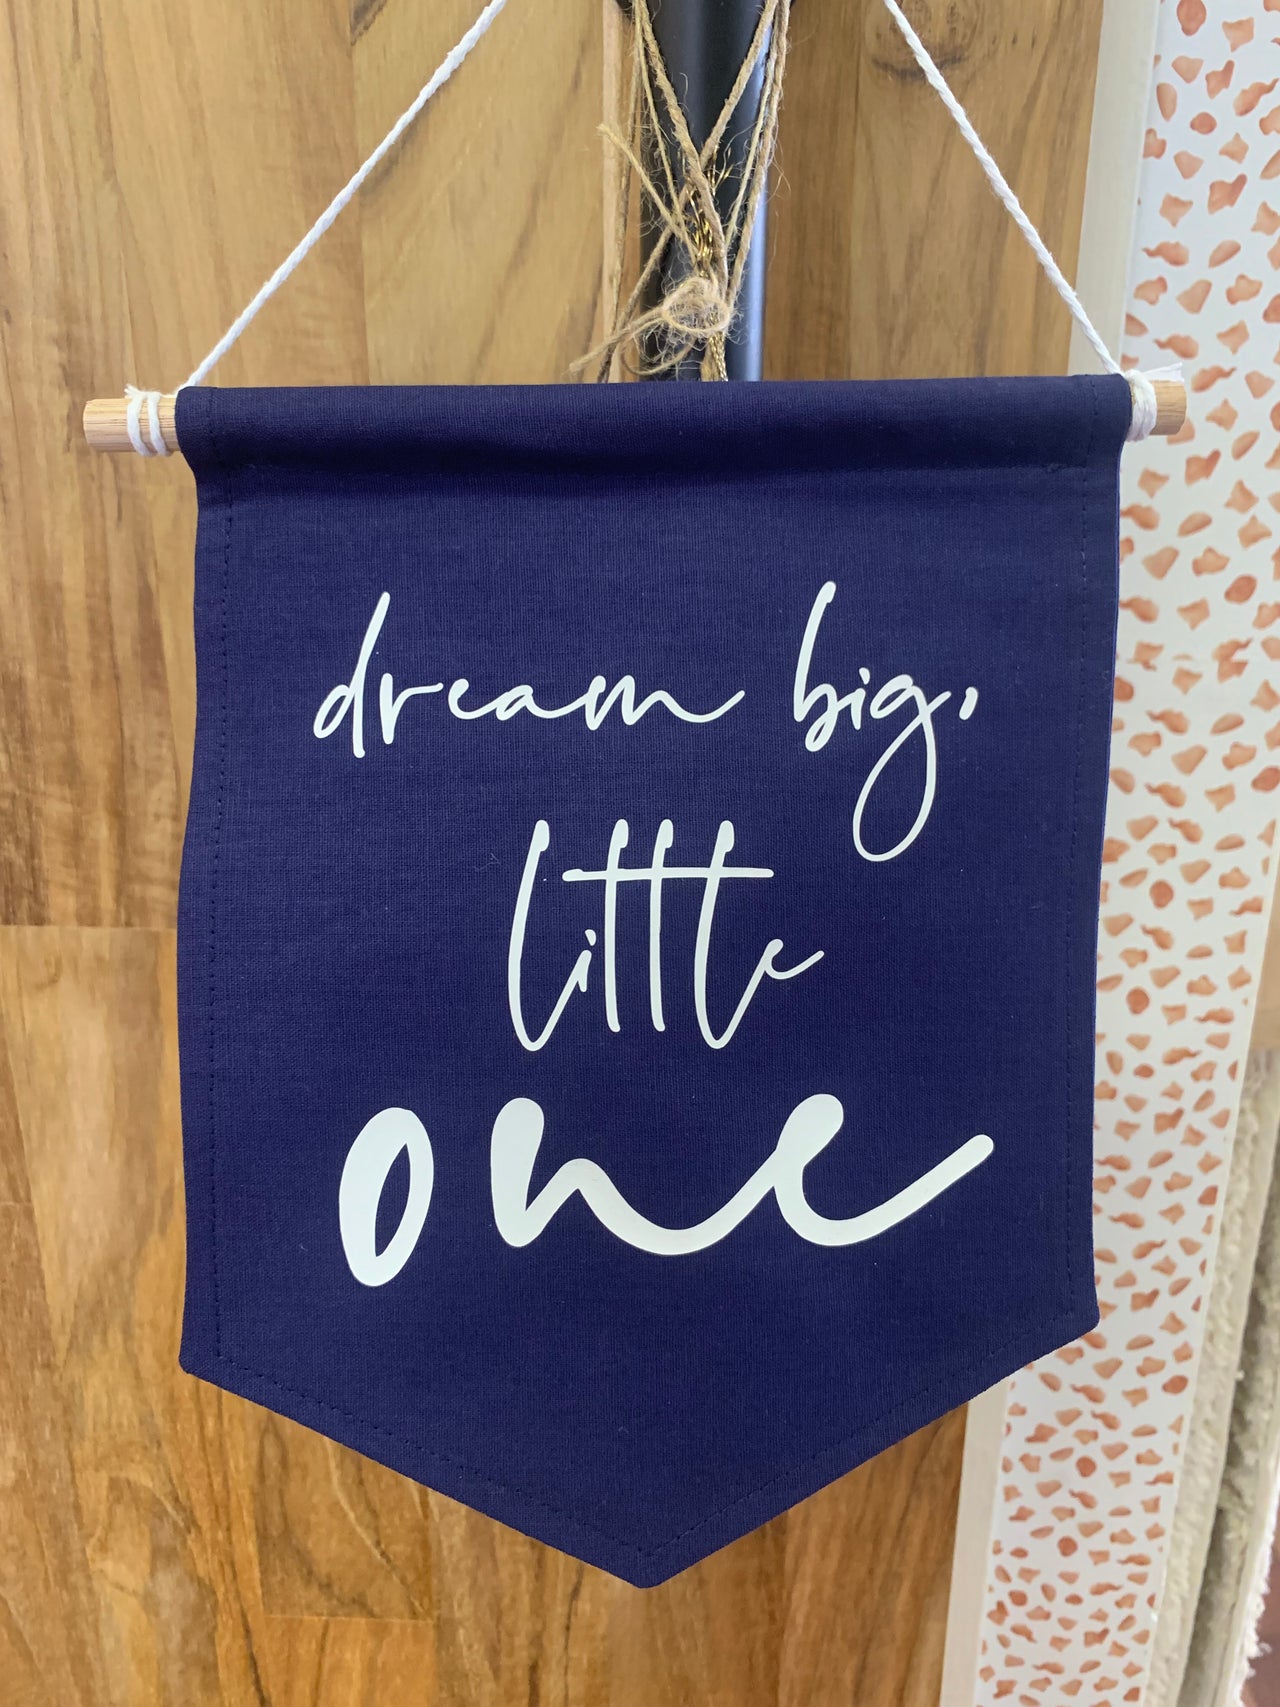 dream big,
little
one